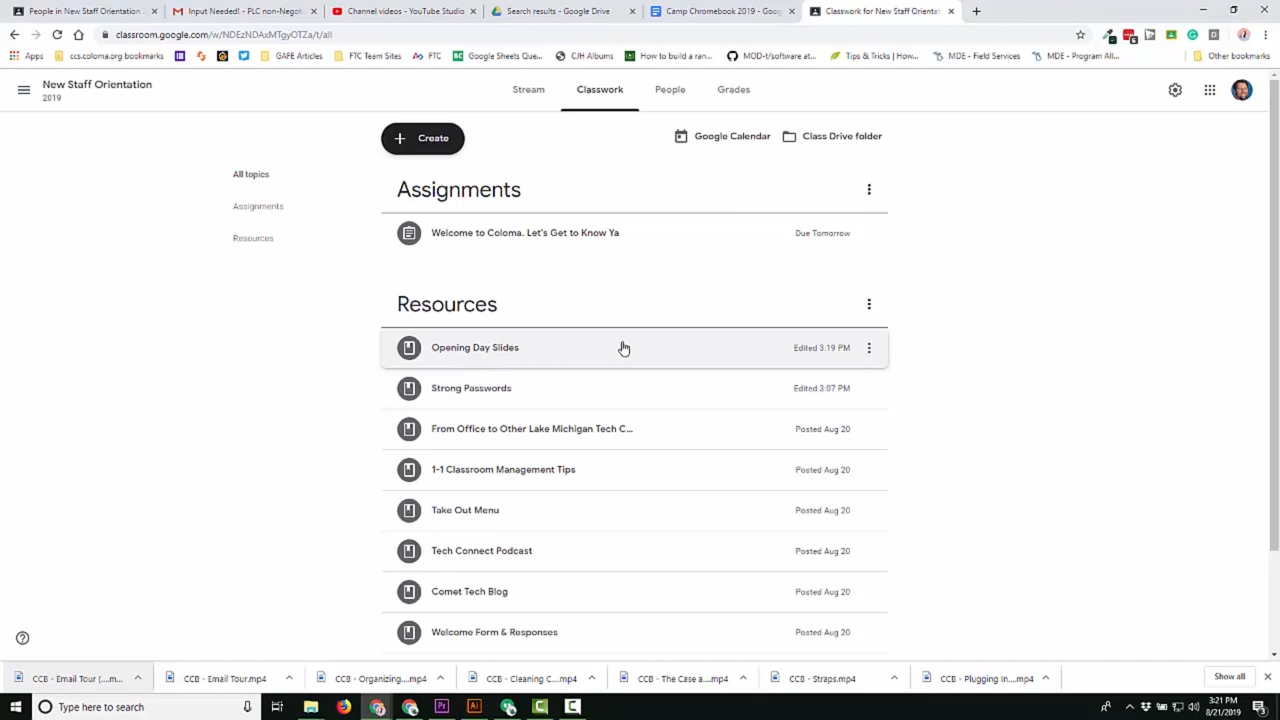 People in New Staff Orientation
Input Needed! - PLC non-Negot
Channel videos - YouTube Studio
Search results - Google Drive
Camp Chromebook 2019 - Goog
Classwork for New Staff Orienta
classroom.google.com/w/NDEzNDAxMTgyOTZa/t/all
Apps
ccs.coloma.org bookmarks
GAFE Articles
FTC Team Sites
FTC
Google Sheets Que...
CJH Albums
How to build a ran...
MOD-t/software at...
Tips & Tricks | How...
MDE - Field Services
MDE - Program All...
Other bookmarks
New Staff Orientation
2019
Stream
Classwork
People
Grades
Create
Google Calendar
Class Drive folder
All topics
Assignments
Resources
Assignments
Welcome to Coloma. Let's Get to Know Ya
Due Tomorrow
Resources
Opening Day Slides
Edited 3:19 PM
Strong Passwords
Edited 3:07 PM
From Office to Other Lake Michigan Tech C...
Posted Aug 20
1-1 Classroom Management Tips
Posted Aug 20
Take Out Menu
Posted Aug 20
Tech Connect Podcast
Posted Aug 20
Comet Tech Blog
Posted Aug 20
Welcome Form & Responses
Posted Aug 20
CCB - Email Tour (....m...
CCB - Email Tour.mp4
CCB - Organizing....mp4
CCB - Cleaning C....mp4
CCB - The Case a....mp4
CCB - Straps.mp4
CCB - Plugging In....mp4
Show all
Type here to search
3:21 PM
8/21/2019